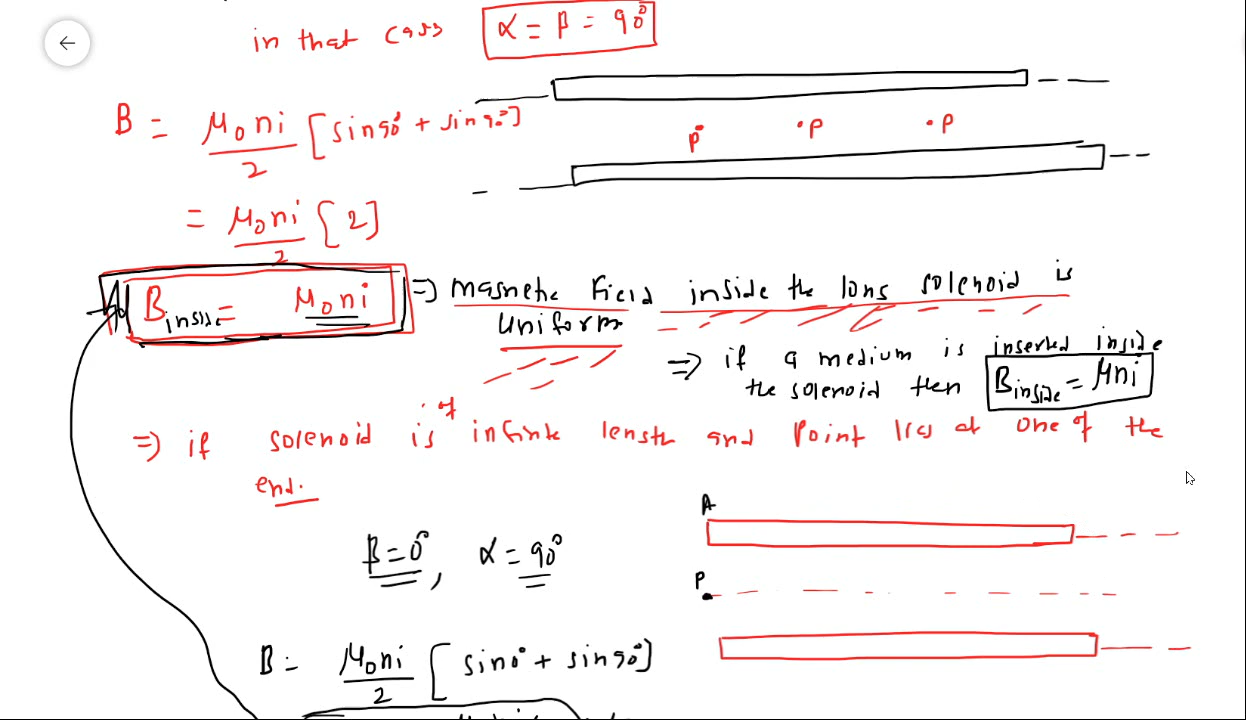 in that case α = β = 90°
B = μ₀ni/2 [sin90° + sin90°]
P P P
= μ₀ni/2 [2]
B inside = μ₀ni ⇒ magnetic field inside the long solenoid is
uniform
⇒ if a medium is inserted inside
the solenoid then B inside = μni
⇒ if solenoid is of infinite length and point lies at one of the
end.
A
β = 0°, α = 90°
P
B = μ₀ni/2 [sin0° + sin90°]